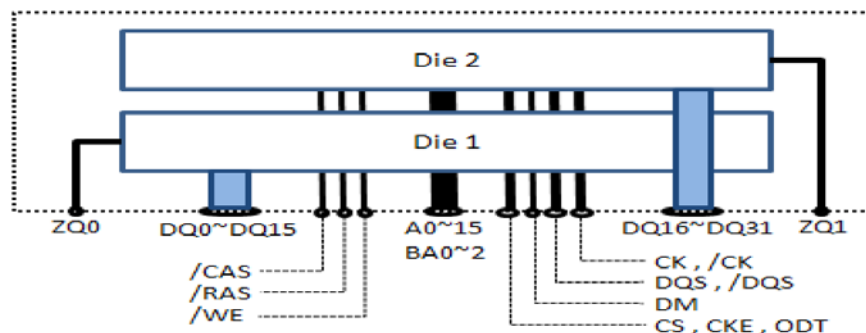 Die 2
Die 1
ZQ0
DQ0~DQ15
A0~15
BA0~2
DQ16~DQ31
ZQ1
/CAS
/RAS
/WE
CK , /CK
DQS , /DQS
DM
CS , CKE , ODT